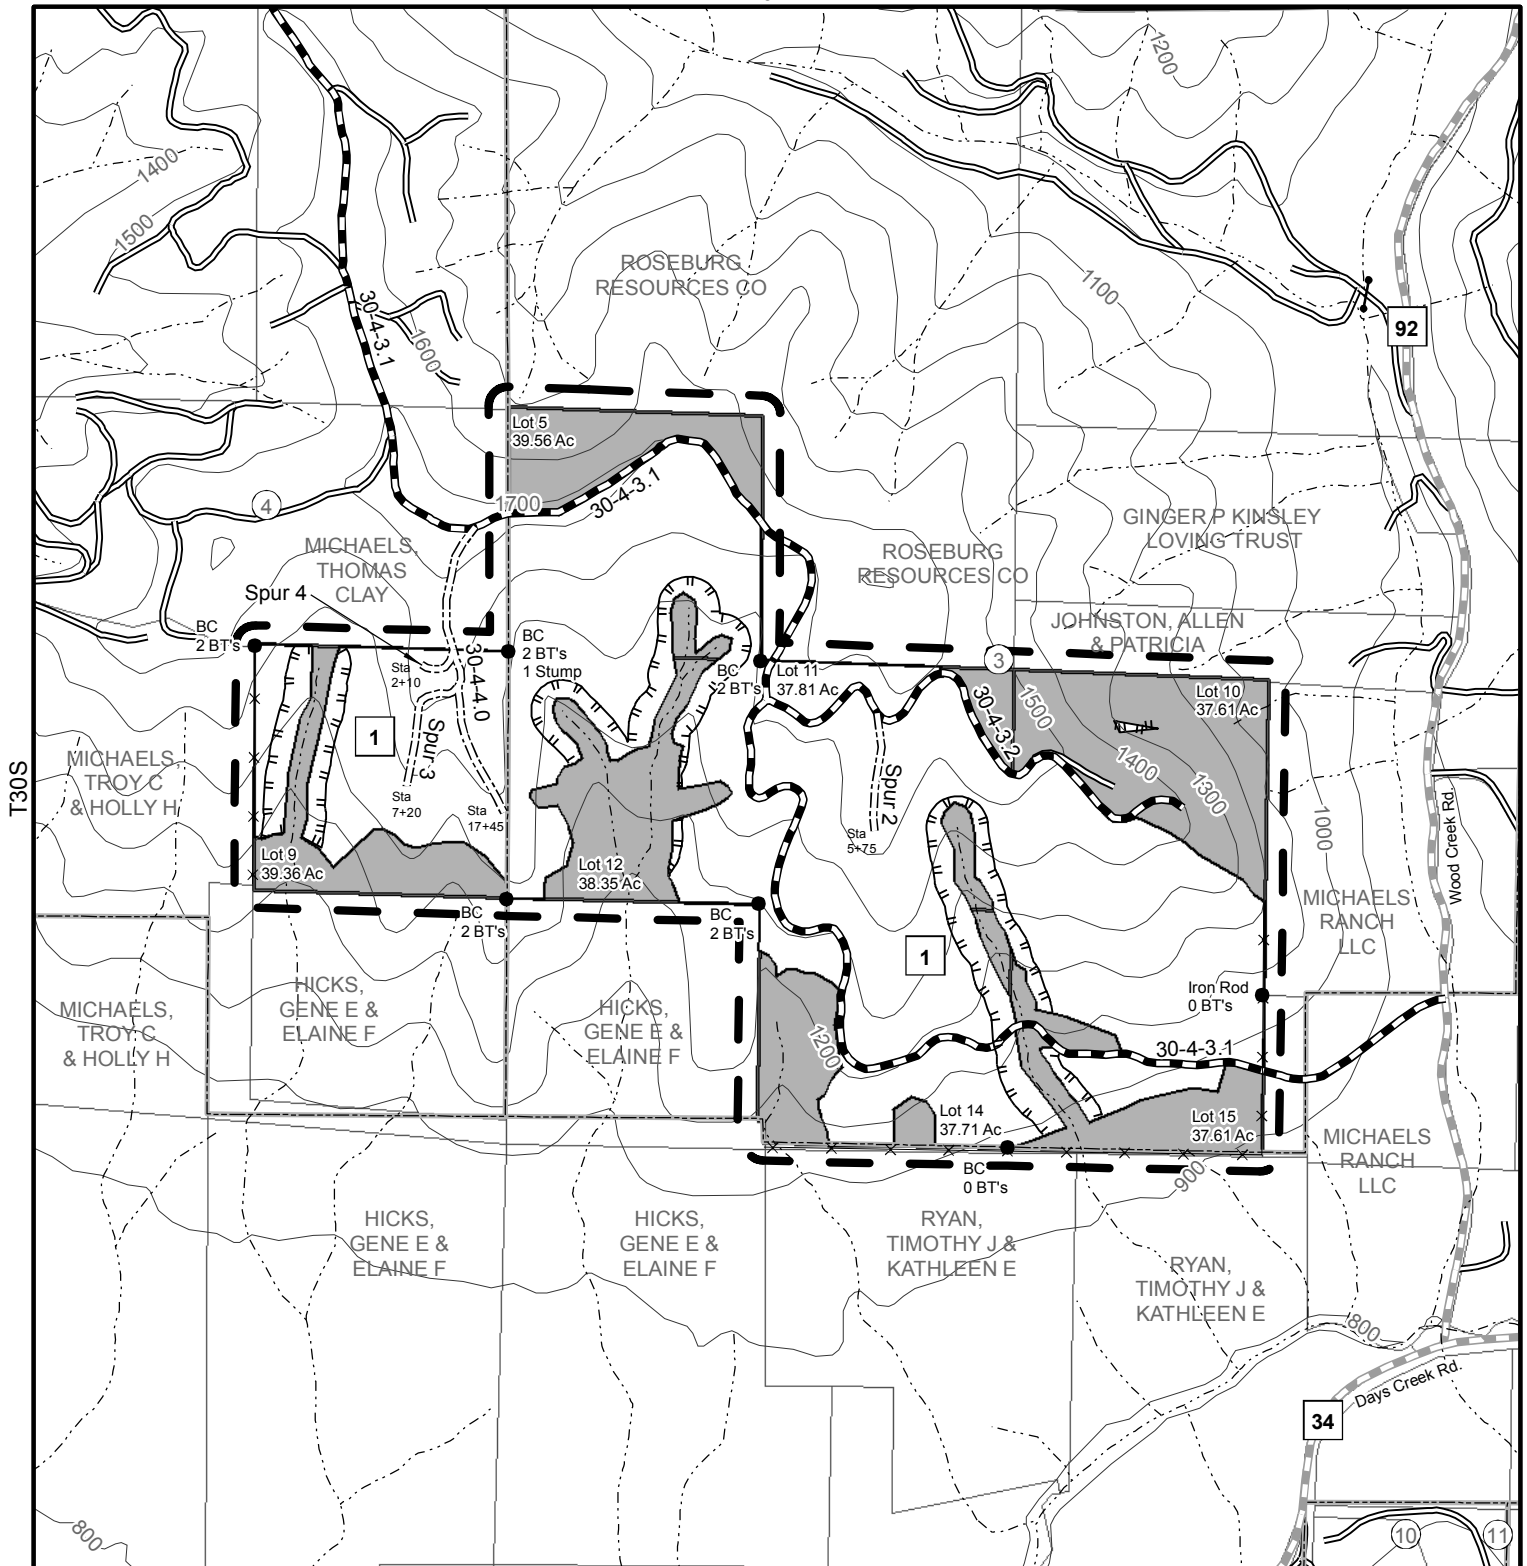 1200
1400
1500
ROSEBURG
RESOURCES CO
1100
30-4-3.1
1600
92
Lot 5
39.56 Ac
1700
30-4-3.1
4
GINGER P KINSLEY
LOVING TRUST
MICHAELS,
THOMAS
CLAY
ROSEBURG
RESOURCES CO
Spur 4
JOHNSTON, ALLEN
& PATRICIA
BC
2 BT's
BC
2 BT's
1 Stump
3
Sta
2+10
30-4-4.0
BC
2 BT's
Lot 11
37.81 Ac
30-4-3.2
1500
Lot 10
37.61 Ac
1
Spur 3
MICHAELS,
TROY C
& HOLLY H
T30S
1400
1300
1000
Wood Creek Rd.
Spur 2
Sta
7+20
Sta
17+45
Sta
5+75
Lot 9
39.36 Ac
Lot 12
38.35 Ac
BC
2 BT's
BC
2 BT's
MICHAELS
RANCH
LLC
1
Iron Rod
0 BT's
HICKS,
GENE E &
ELAINE F
MICHAELS,
TROY C
& HOLLY H
HICKS,
GENE E &
ELAINE F
1200
30-4-3.1
Lot 14
37.71 Ac
Lot 15
37.61 Ac
MICHAELS
RANCH
LLC
BC
0 BT's
900
HICKS,
GENE E &
ELAINE F
HICKS,
GENE E &
ELAINE F
RYAN,
TIMOTHY J &
KATHLEEN E
RYAN,
TIMOTHY J &
KATHLEEN E
800
Days Creek Rd.
34
800
10
11